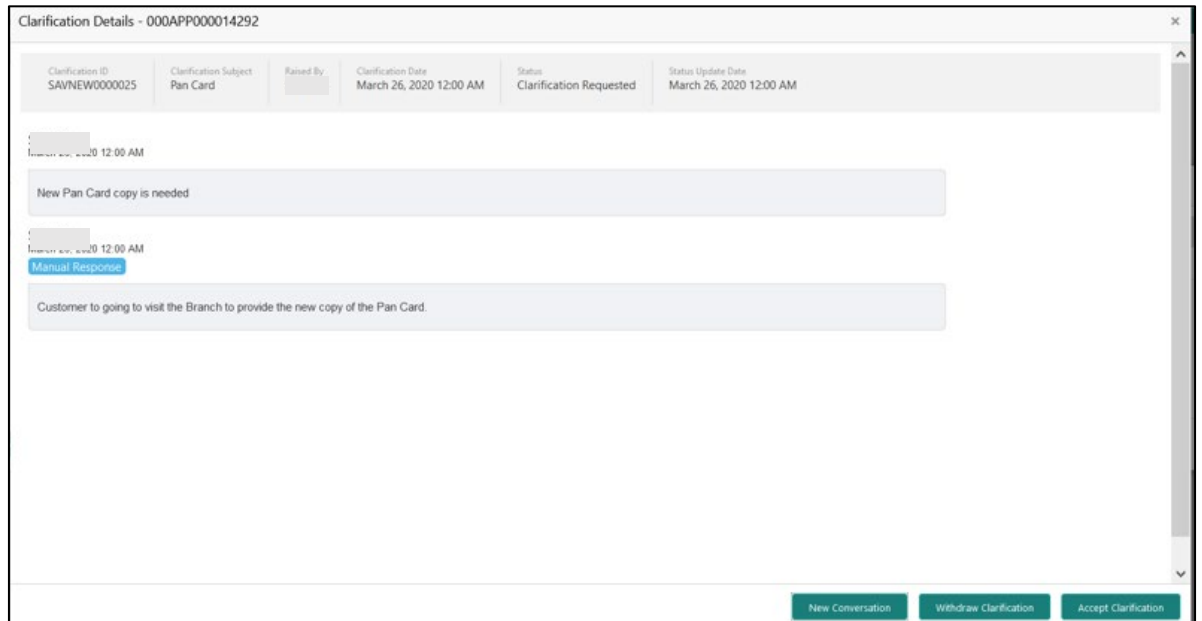 Clarification Details - 000APP000014292
Clarification ID Clarification Subject Raised By Clarification Date Status Status Update Date
SAVNEW0000025 Pan Card March 26, 2020 12:00 AM Clarification Requested March 26, 2020 12:00 AM
12:00 AM
New Pan Card copy is needed
12:00 AM
Manual Response
Customer to going to visit the Branch to provide the new copy of the Pan Card.
New Conversation Withdraw Clarification Accept Clarification